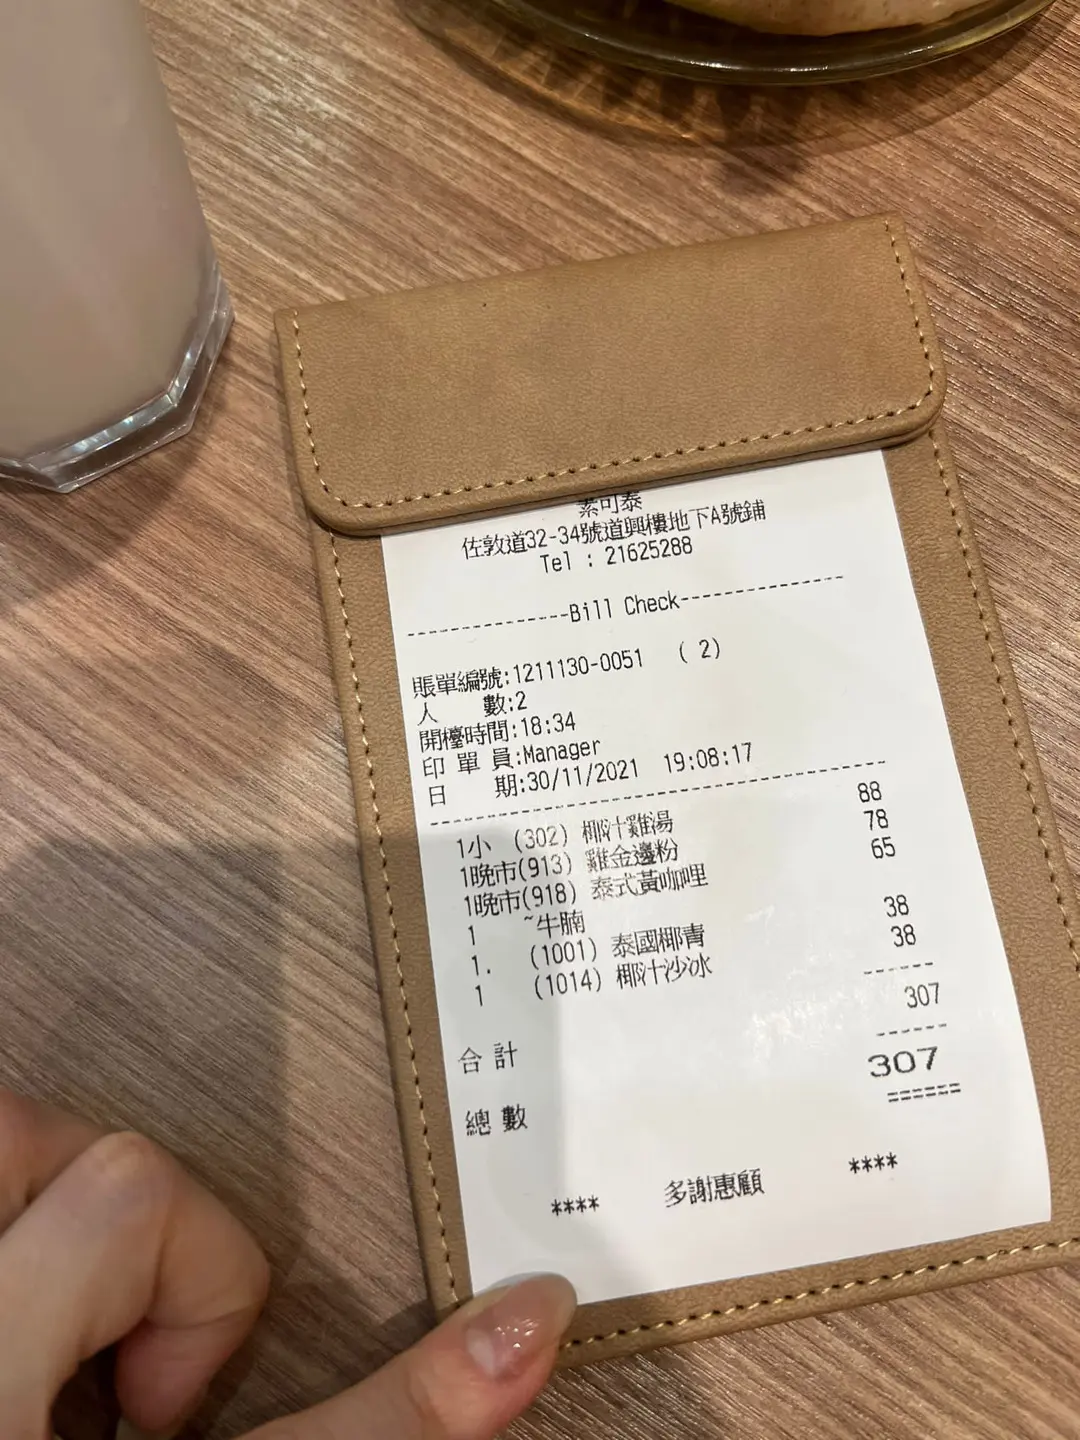 素可泰
佐敦道32-34號道興樓地下A號鋪
Tel : 21625288
--------------Bill Check--------------
賬單編號:1211130-0051 ( 2)
人 數:2
開檯時間:18:34
印 單 員:Manager
日 期:30/11/2021 19:08:17
1小 (302) 椰汁雞湯 88
1晚市(913) 雞金邊粉 78
1晚市(918) 泰式黃咖哩 65
1 ~牛腩
1. (1001) 泰國椰青 38
1 (1014) 椰汁沙冰 38
------
合 計 307
------
總 數 307
======
**** 多謝惠顧 ****